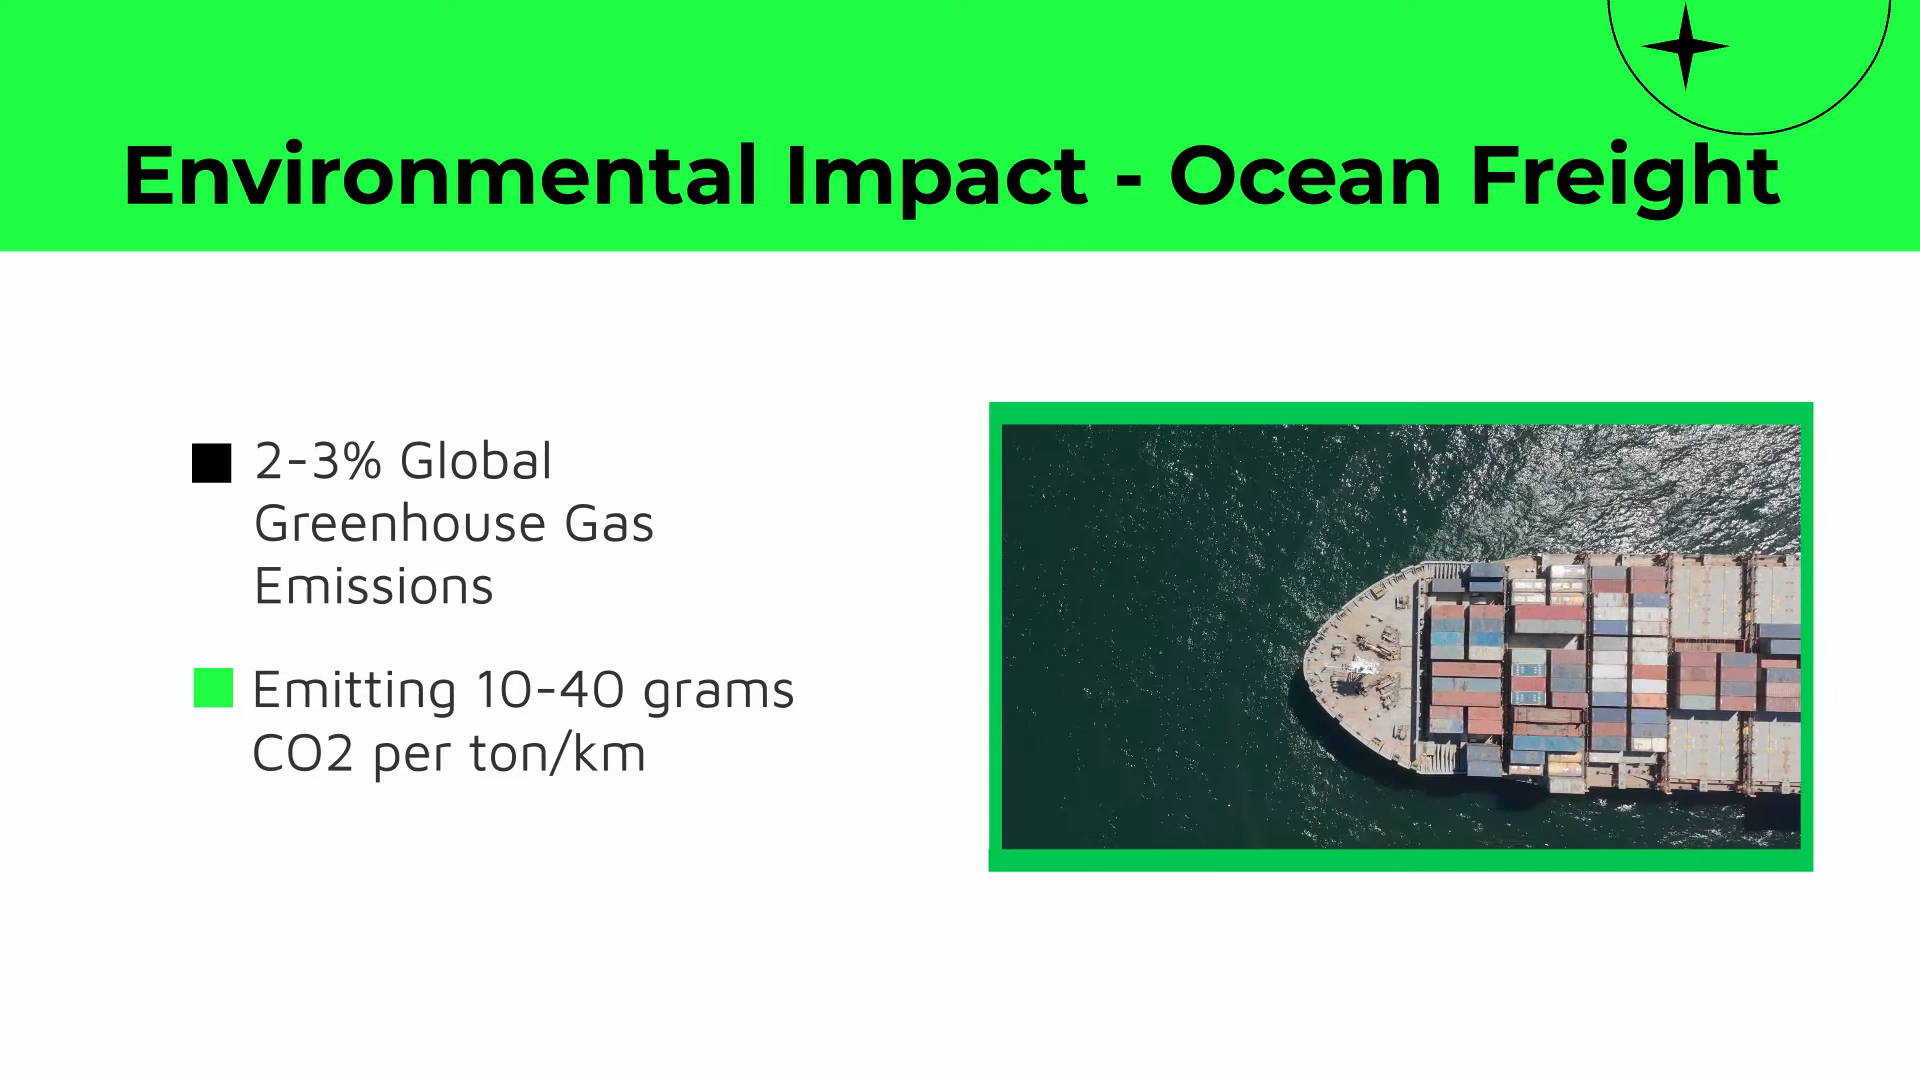 Environmental Impact - Ocean Freight
2-3% Global
Greenhouse Gas
Emissions
Emitting 10-40 grams
CO2 per ton/km